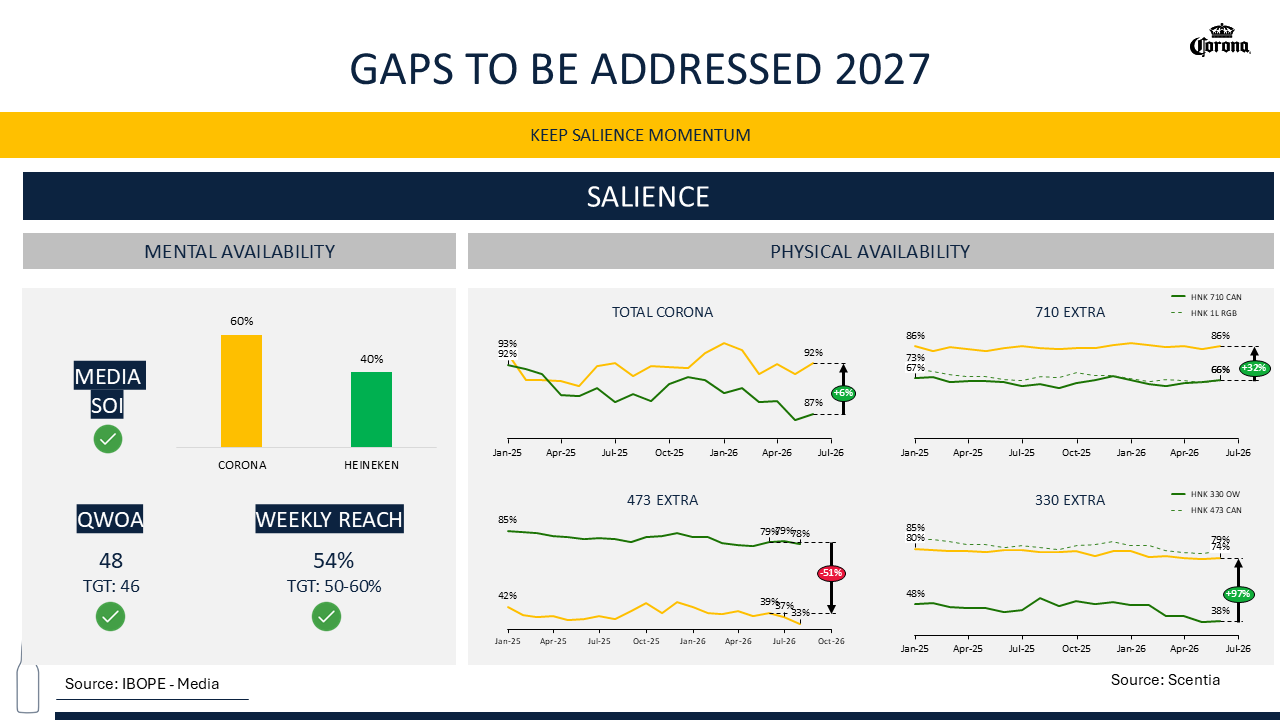 GAPS TO BE ADDRESSED 2027
Corona
KEEP SALIENCE MOMENTUM
SALIENCE
MENTAL AVAILABILITY
PHYSICAL AVAILABILITY
MEDIA
SOI
60%
40%
CORONA
HEINEKEN
QWOA
48
TGT: 46
WEEKLY REACH
54%
TGT: 50-60%
TOTAL CORONA
93%
92%
92%
87%
+6%
Jan-25 Apr-25 Jul-25 Oct-25 Jan-26 Apr-26 Jul-26
710 EXTRA
HNK 710 CAN
HNK 1L RGB
86%
73%
67%
86%
66%
+32%
Jan-25 Apr-25 Jul-25 Oct-25 Jan-26 Apr-26 Jul-26
473 EXTRA
85%
79% 79% 78%
42%
39% 37% 33%
-51%
Jan-25 Apr-25 Jul-25 Oct-25 Jan-26 Apr-26 Jul-26 Oct-26
330 EXTRA
HNK 330 OW
HNK 473 CAN
85%
80%
79%
74%
48%
38%
+97%
Jan-25 Apr-25 Jul-25 Oct-25 Jan-26 Apr-26 Jul-26
Source: IBOPE - Media
Source: Scentia